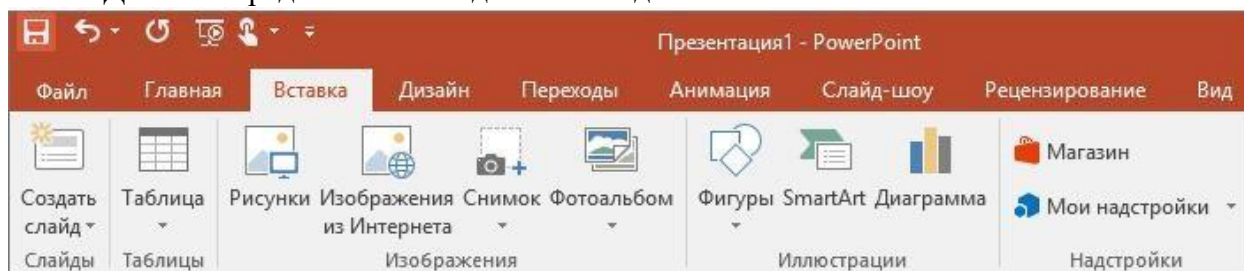 Презентация1 - PowerPoint
Файл Главная Вставка Дизайн Переходы Анимация Слайд-шоу Рецензирование Вид
Создать слайд Таблица Рисунки Изображения из Интернета Снимок Фотоальбом Фигуры SmartArt Диаграмма Магазин Мои надстройки
Слайды Таблицы Изображения Иллюстрации Надстройки